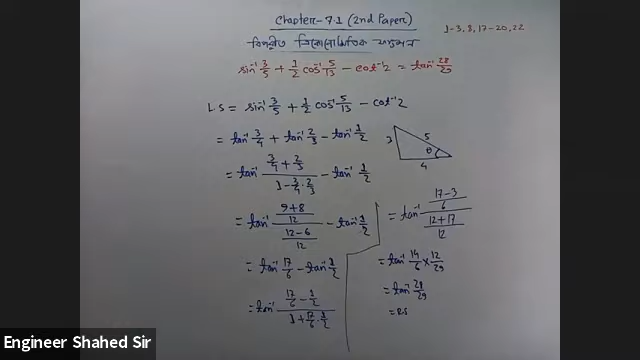 Chapter-7.1 (2nd Paper)
1-3, 8, 17-20, 22
বিপরীত ত্রিকোণোমিতিক ফাংশন
sin⁻¹ 3/5 + 1/2 cos⁻¹ 5/13 - cot⁻¹ 2 = tan⁻¹ 28/29
L.S = sin⁻¹ 3/5 + 1/2 cos⁻¹ 5/13 - cot⁻¹ 2
= tan⁻¹ 3/4 + tan⁻¹ 2/3 - tan⁻¹ 1/2
3 5 θ 4
= tan⁻¹ (3/4 + 2/3)/(1 - 3/4 · 2/3) - tan⁻¹ 1/2
= tan⁻¹ ((9+8)/12)/((12-6)/12) - tan⁻¹ 1/2
= tan⁻¹ 17/6 - tan⁻¹ 1/2
= tan⁻¹ (17/6 - 1/2)/(1 + 17/6 · 1/2)
= tan⁻¹ ((17-3)/6)/((12+17)/12)
= tan⁻¹ 14/6 × 12/29
= tan⁻¹ 28/29
= RS
Engineer Shahed Sir